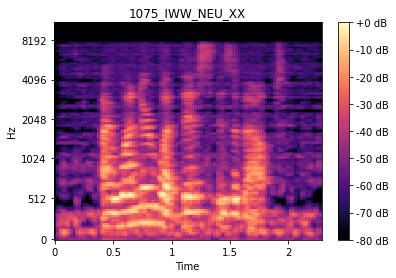 1075_IWW_NEU_XX
+0 dB
8192
-10 dB
4096
-20 dB
-30 dB
Hz
2048
-40 dB
1024
-50 dB
512
-60 dB
-70 dB
0
-80 dB
0 0.5 1 1.5 2
Time